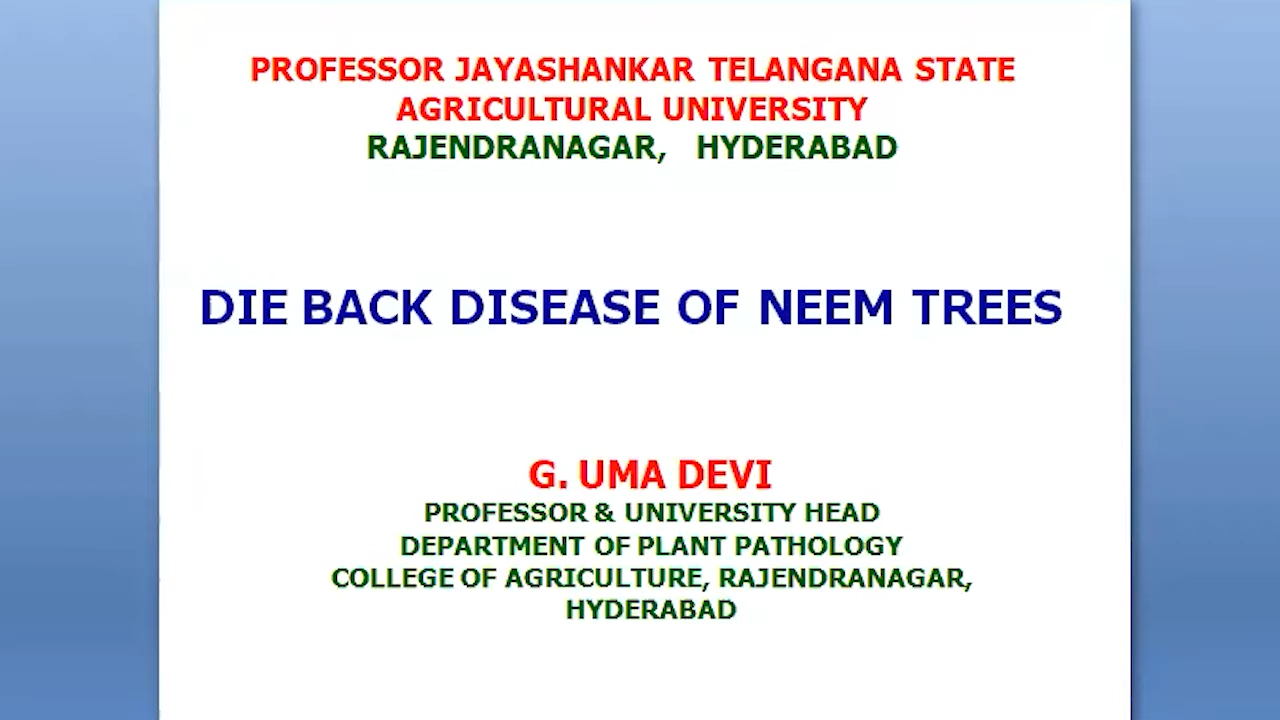 PROFESSOR JAYASHANKAR TELANGANA STATE
AGRICULTURAL UNIVERSITY
RAJENDRANAGAR, HYDERABAD
DIE BACK DISEASE OF NEEM TREES
G. UMA DEVI
PROFESSOR & UNIVERSITY HEAD
DEPARTMENT OF PLANT PATHOLOGY
COLLEGE OF AGRICULTURE, RAJENDRANAGAR,
HYDERABAD